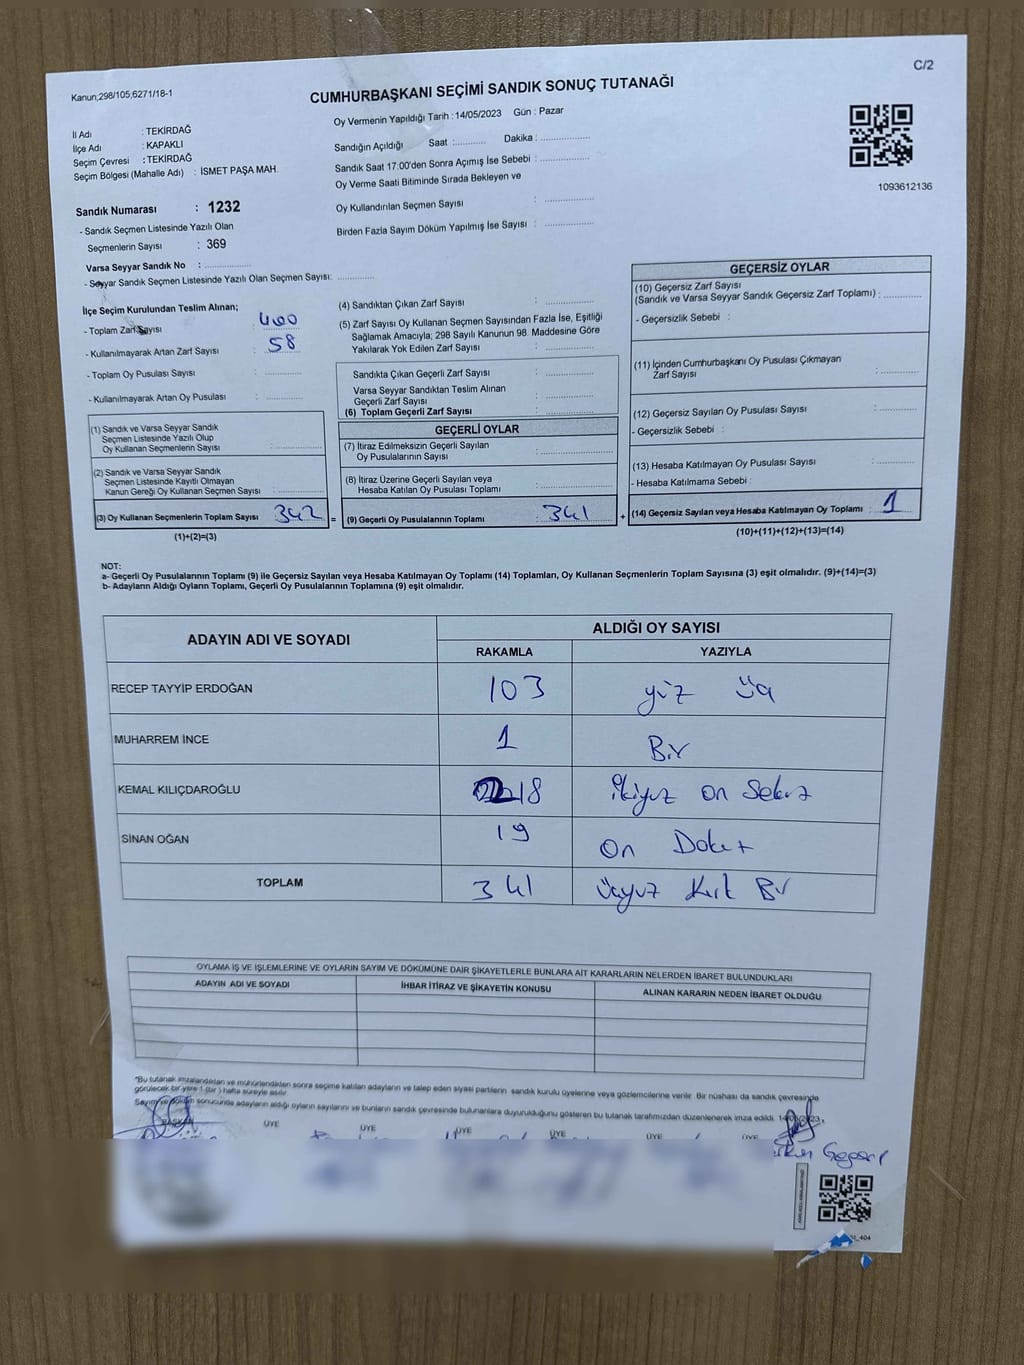 C/2
Kanun;298/105;6271/18-1
CUMHURBAŞKANI SEÇİMİ SANDIK SONUÇ TUTANAĞI
Oy Vermenin Yapıldığı Tarih : 14/05/2023 Gün : Pazar
İl Adı : TEKİRDAĞ
İlçe Adı : KAPAKLI
Seçim Çevresi : TEKİRDAĞ
Seçim Bölgesi (Mahalle Adı) : İSMET PAŞA MAH.
Sandığın Açıldığı Saat : Dakika :
Sandık Saat 17:00'den Sonra Açımış İse Sebebi :
Oy Verme Saati Bitiminde Sırada Bekleyen ve
Oy Kullandırılan Seçmen Sayısı :
Birden Fazla Sayım Döküm Yapılmış İse Sayısı :
1093612136
Sandık Numarası : 1232
- Sandık Seçmen Listesinde Yazılı Olan
Seçmenlerin Sayısı : 369
Varsa Seyyar Sandık No :
- Seyyar Sandık Seçmen Listesinde Yazılı Olan Seçmen Sayısı:
İlçe Seçim Kurulundan Teslim Alınan;
- Toplam Zarf Sayısı : 400
- Kullanılmayarak Artan Zarf Sayısı : 58
- Toplam Oy Pusulası Sayısı :
- Kullanılmayarak Artan Oy Pusulası :
(1) Sandık ve Varsa Seyyar Sandık
Seçmen Listesinde Yazılı Olup
Oy Kullanan Seçmenlerin Sayısı :
(2) Sandık ve Varsa Seyyar Sandık
Seçmen Listesinde Kayıtlı Olmayan
Kanun Gereği Oy Kullanan Seçmen Sayısı :
(3) Oy Kullanan Seçmenlerin Toplam Sayısı 342 =
(1)+(2)=(3)
(4) Sandıktan Çıkan Zarf Sayısı :
(5) Zarf Sayısı Oy Kullanan Seçmen Sayısından Fazla İse, Eşitliği
Sağlamak Amacıyla; 298 Sayılı Kanunun 98. Maddesine Göre
Yakılarak Yok Edilen Zarf Sayısı :
Sandıkta Çıkan Geçerli Zarf Sayısı :
Varsa Seyyar Sandıktan Teslim Alınan
Geçerli Zarf Sayısı :
(6) Toplam Geçerli Zarf Sayısı :
GEÇERLİ OYLAR
(7) İtiraz Edilmeksizin Geçerli Sayılan
Oy Pusulalarının Sayısı :
(8) İtiraz Üzerine Geçerli Sayılan veya
Hesaba Katılan Oy Pusulası Toplamı :
(9) Geçerli Oy Pusulalarının Toplamı : 341 +
GEÇERSİZ OYLAR
(10) Geçersiz Zarf Sayısı
(Sandık ve Varsa Seyyar Sandık Geçersiz Zarf Toplamı) :
- Geçersizlik Sebebi :
(11) İçinden Cumhurbaşkanı Oy Pusulası Çıkmayan
Zarf Sayısı :
(12) Geçersiz Sayılan Oy Pusulası Sayısı :
- Geçersizlik Sebebi :
(13) Hesaba Katılmayan Oy Pusulası Sayısı :
- Hesaba Katılmama Sebebi :
(14) Geçersiz Sayılan veya Hesaba Katılmayan Oy Toplamı : 1
(10)+(11)+(12)+(13)=(14)
NOT:
a- Geçerli Oy Pusulalarının Toplamı (9) ile Geçersiz Sayılan veya Hesaba Katılmayan Oy Toplamı (14) Toplamları, Oy Kullanan Seçmenlerin Toplam Sayısına (3) eşit olmalıdır. (9)+(14)=(3)
b- Adayların Aldığı Oyların Toplamı, Geçerli Oy Pusulalarının Toplamına (9) eşit olmalıdır.
ADAYIN ADI VE SOYADI
ALDIĞI OY SAYISI
RAKAMLA YAZIYLA
RECEP TAYYİP ERDOĞAN 103 yüz üç
MUHARREM İNCE 1 Bir
KEMAL KILIÇDAROĞLU 218 ikiyüz on sekiz
SİNAN OĞAN 19 on Dokuz
TOPLAM 341 üçyüz kırk Bir
OYLAMA İŞ VE İŞLEMLERİNE VE OYLARIN SAYIM VE DÖKÜMÜNE DAİR ŞİKAYETLERLE BUNLARA AİT KARARLARIN NELERDEN İBARET BULUNDUKLARI
ADAYIN ADI VE SOYADI İHBAR İTİRAZ VE ŞİKAYETİN KONUSU ALINAN KARARIN NEDEN İBARET OLDUĞU
"Bu tutanak imzalandıktan ve mühürlendikten sonra seçime katılan adayların ve talep eden siyasi partilerin sandık kurulu üyelerine veya gözlemcilerine verilir. Bir nüshası da sandık çevresinde
görülecek bir yere 1 (bir) hafta süreyle asılır.
Sayım ve döküm sonucunda adayların aldığı oyların sayılarını ve bunların sandık çevresinde bulunanlara duyurulduğunu gösteren bu tutanak tarafımızdan düzenlenerek imza edildi.
BAŞKAN ÜYE ÜYE ÜYE ÜYE ÜYE ÜYE